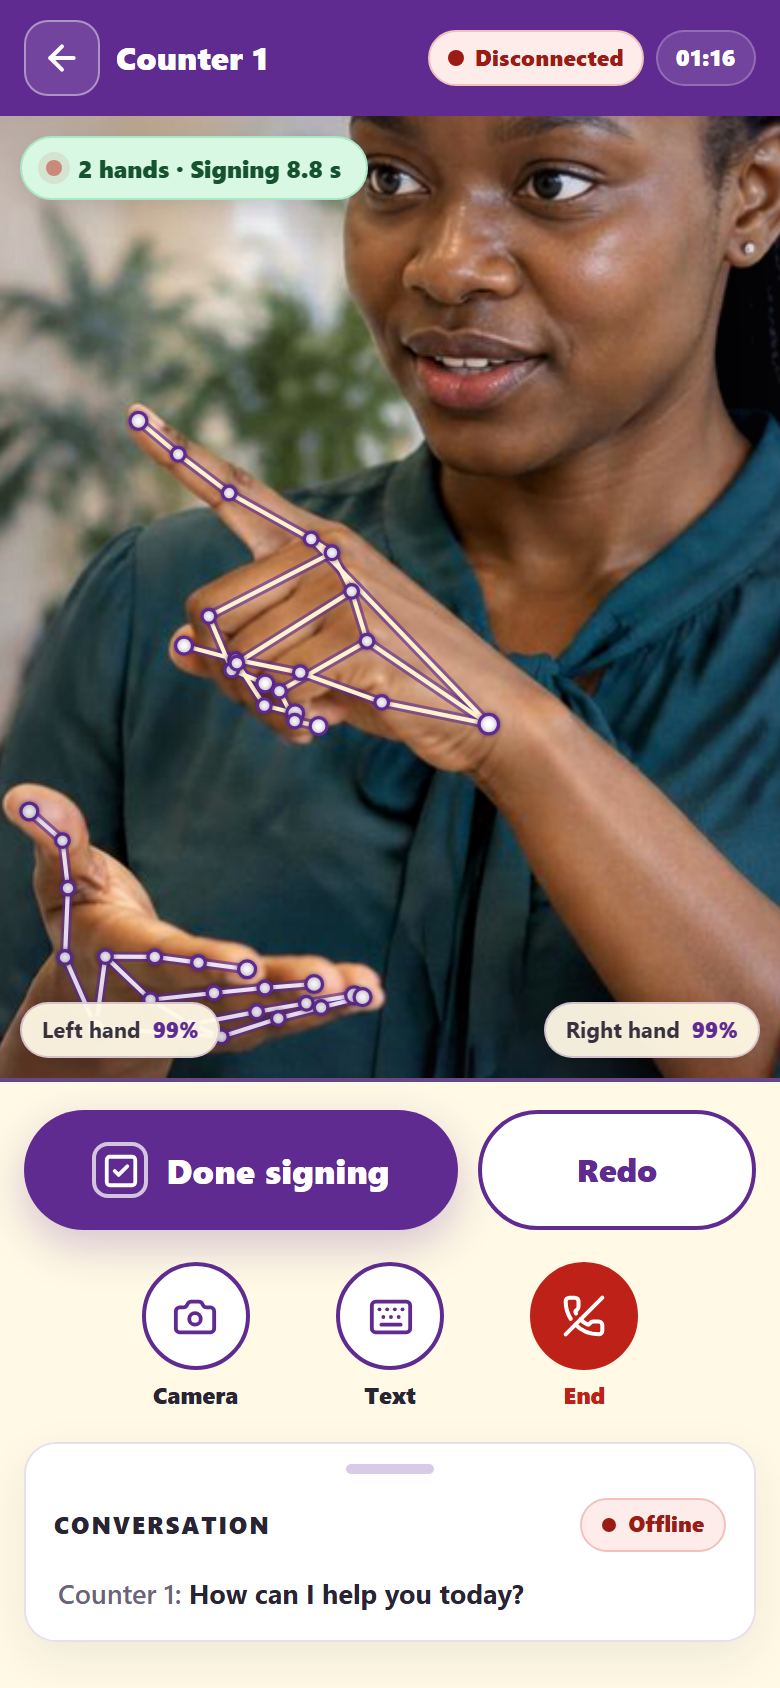 Counter 1
Disconnected
01:16
2 hands · Signing 8.8 s
Left hand 99%
Right hand 99%
Done signing
Redo
Camera
Text
End
CONVERSATION
Offline
Counter 1: How can I help you today?